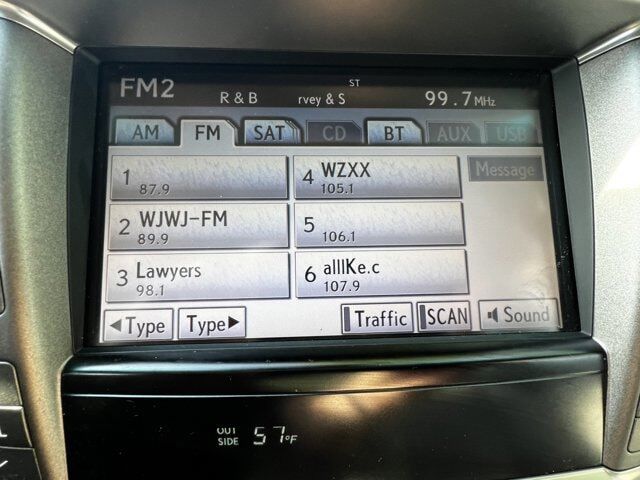 ST
FM2 R & B rvey & S 99.7 MHz
AM FM SAT CD BT AUX USB
1 87.9
4 WZXX 105.1
Message
2 WJWJ-FM 89.9
5 106.1
3 Lawyers 98.1
6 allIKe.c 107.9
◀Type Type▶ Traffic SCAN Sound
OUT SIDE 57°F